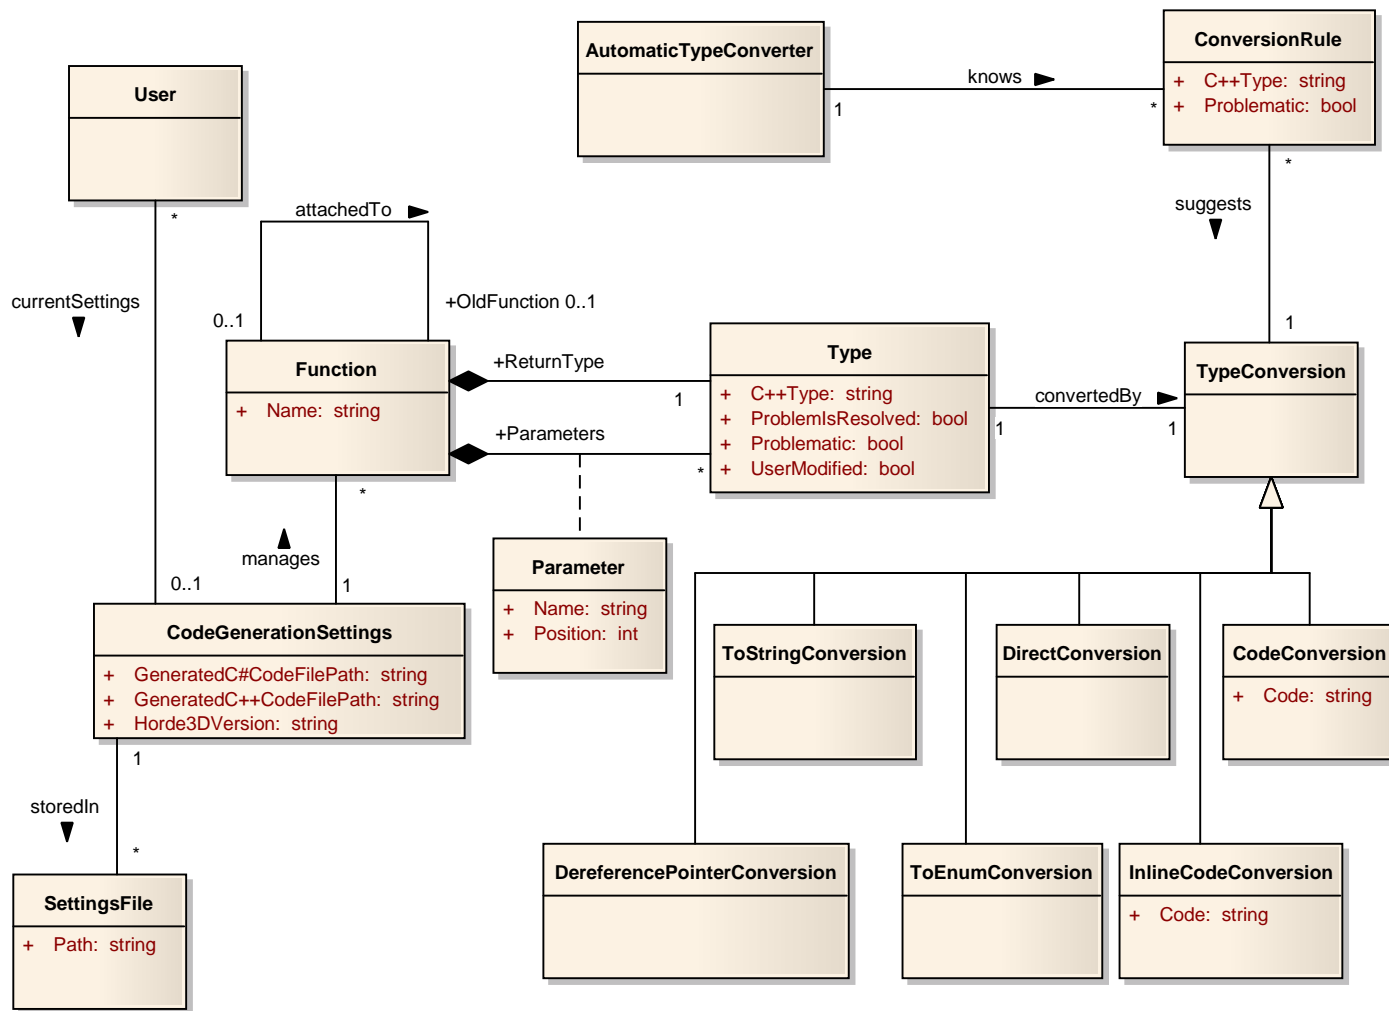 AutomaticTypeConverter
ConversionRule
+ C++Type: string
+ Problematic: bool
knows
1
*
User
*
attachedTo
suggests
*
currentSettings
0..1
+OldFunction 0..1
1
Function
+ Name: string
+ReturnType
1
+Parameters
*
Type
+ C++Type: string
+ ProblemIsResolved: bool
+ Problematic: bool
+ UserModified: bool
convertedBy
1
1
TypeConversion
*
manages
0..1
1
Parameter
+ Name: string
+ Position: int
CodeGenerationSettings
+ GeneratedC#CodeFilePath: string
+ GeneratedC++CodeFilePath: string
+ Horde3DVersion: string
ToStringConversion
DirectConversion
CodeConversion
+ Code: string
1
storedIn
*
SettingsFile
+ Path: string
DereferencePointerConversion
ToEnumConversion
InlineCodeConversion
+ Code: string